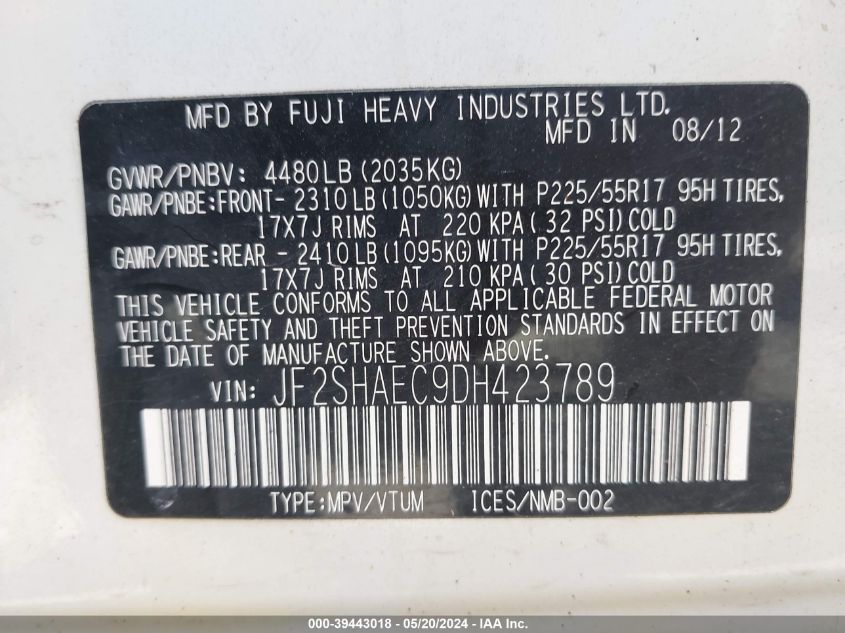 MFD BY FUJI HEAVY INDUSTRIES LTD.
MFD IN 08/12
GVWR/PNBV: 4480LB(2035KG)
GAWR/PNBE:FRONT- 2310LB(1050KG)WITH P225/55R17 95H TIRES,
17X7J RIMS AT 220 KPA(32 PSI)COLD
GAWR/PNBE:REAR - 2410LB(1095KG)WITH P225/55R17 95H TIRES,
17X7J RIMS AT 210 KPA(30 PSI)COLD
THIS VEHICLE CONFORMS TO ALL APPLICABLE FEDERAL MOTOR
VEHICLE SAFETY AND THEFT PREVENTION STANDARDS IN EFFECT ON
THE DATE OF MANUFACTURE SHOWN ABOVE.
VIN: JF2SHAEC9DH423789
TYPE:MPV/VTUM ICES/NMB-002
000-39443018 - 05/20/2024 - IAA Inc.